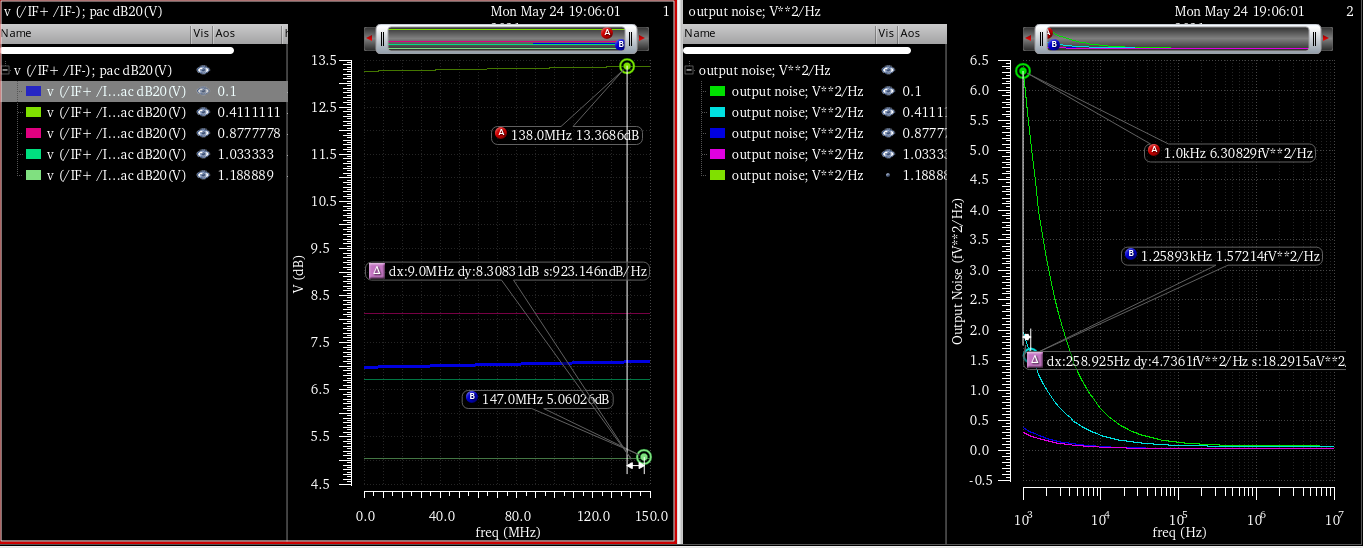 v (/IF+ /IF-); pac dB20(V)
Mon May 24 19:06:01
1
Name
Vis
Aos
v (/IF+ /IF-); pac dB20(V)
v (/IF+ /I...ac dB20(V)
0.1
v (/IF+ /I...ac dB20(V)
0.4111111
v (/IF+ /I...ac dB20(V)
0.8777778
v (/IF+ /I...ac dB20(V)
1.033333
v (/IF+ /I...ac dB20(V)
1.188889
A
B
13.5
12.5
11.5
10.5
9.5
8.5
7.5
6.5
5.5
4.5
V (dB)
A 138.0MHz 13.3686dB
Δ dx:9.0MHz dy:8.30831dB s:923.146ndB/Hz
B 147.0MHz 5.06026dB
0.0
40.0
80.0
120.0
150.0
freq (MHz)
output noise; V**2/Hz
Mon May 24 19:06:01
2
Name
Vis
Aos
output noise; V**2/Hz
output noise; V**2/Hz
0.1
output noise; V**2/Hz
0.4111
output noise; V**2/Hz
0.8777
output noise; V**2/Hz
1.0333
output noise; V**2/Hz
1.1888
A
B
6.5
6.0
5.5
5.0
4.5
4.0
3.5
3.0
2.5
2.0
1.5
1.0
0.5
0.0
-0.5
Output Noise (fV**2/Hz)
A 1.0kHz 6.30829fV**2/Hz
B 1.25893kHz 1.57214fV**2/Hz
Δ dx:258.925Hz dy:4.7361fV**2/Hz s:18.2915aV**2
10³
10⁴
10⁵
10⁶
10⁷
freq (Hz)